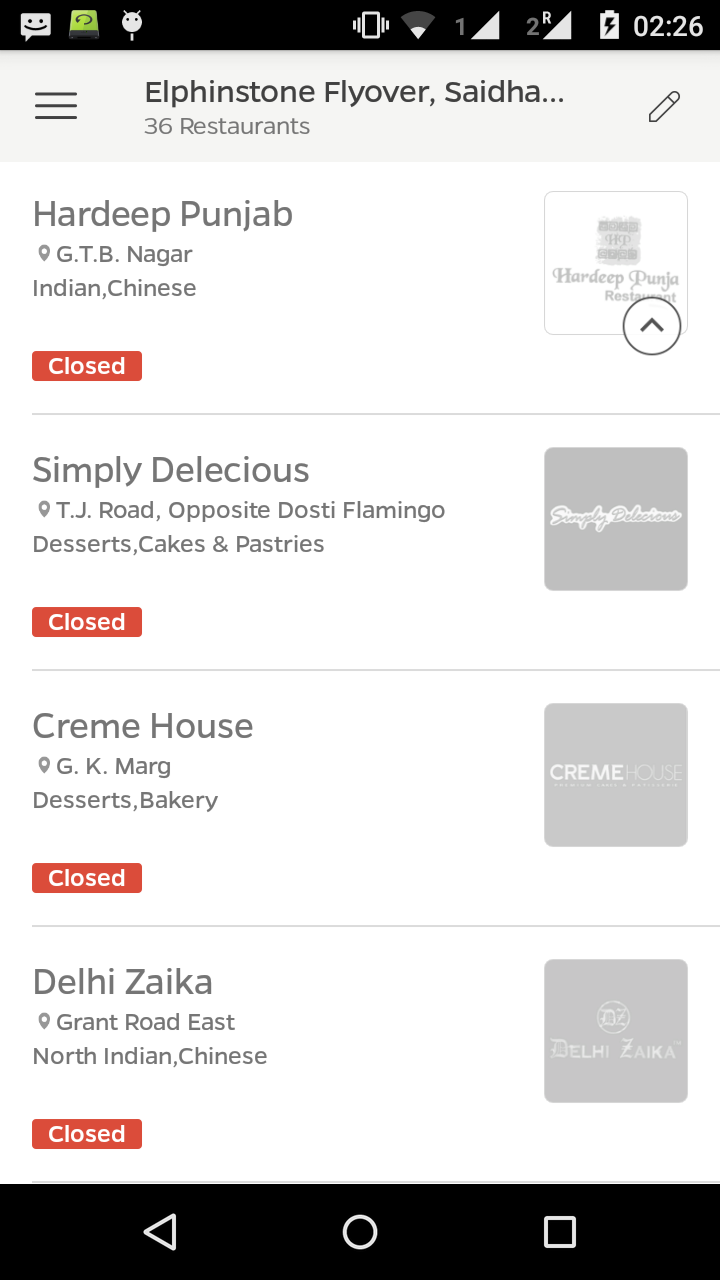 1 2 R 02:26
Elphinstone Flyover, Saidha...
36 Restaurants
Hardeep Punjab
G.T.B. Nagar
Indian,Chinese
HP
Hardeep Punja
Restaurant
Closed
Simply Delecious
T.J. Road, Opposite Dosti Flamingo
Desserts,Cakes & Pastries
Simply Delecious
Closed
Creme House
G. K. Marg
Desserts,Bakery
CREMEHOUSE
Closed
Delhi Zaika
Grant Road East
North Indian,Chinese
DZ
DELHI ZAIKA™
Closed